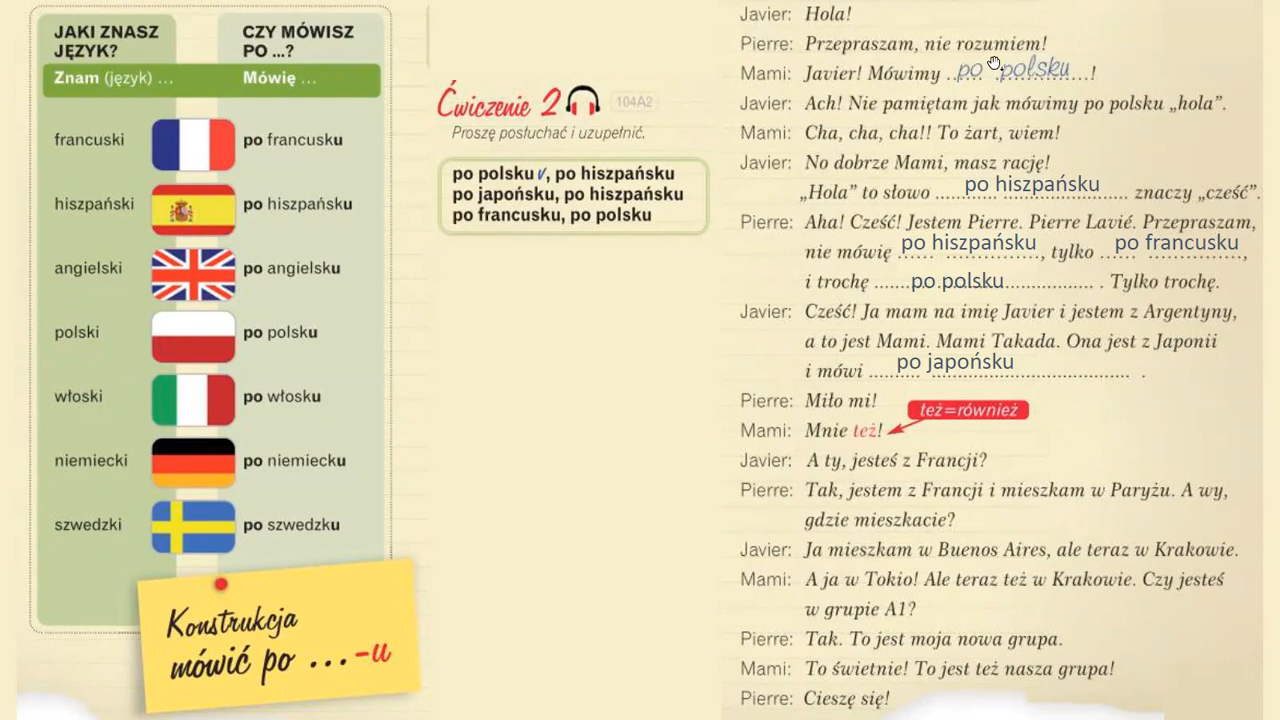 JAKI ZNASZ
JĘZYK?
CZY MÓWISZ
PO ...?
Znam (język) ...
Mówię ...
francuski
po francusku
hiszpański
po hiszpańsku
angielski
po angielsku
polski
po polsku
włoski
po włosku
niemiecki
po niemiecku
szwedzki
po szwedzku
Konstrukcja
mówić po ...-u
Ćwiczenie 2
104A2
Proszę posłuchać i uzupełnić.
po polsku √, po hiszpańsku
po japońsku, po hiszpańsku
po francusku, po polsku
Javier: Hola!
Pierre: Przepraszam, nie rozumiem!
Mami: Javier! Mówimy ..po polsku...!
Javier: Ach! Nie pamiętam jak mówimy po polsku „hola”.
Mami: Cha, cha, cha!! To żart, wiem!
Javier: No dobrze Mami, masz rację!
„Hola” to słowo po hiszpańsku znaczy „cześć”.
Pierre: Aha! Cześć! Jestem Pierre. Pierre Lavié. Przepraszam,
nie mówię po hiszpańsku, tylko po francusku,
i trochę po polsku. Tylko trochę.
Javier: Cześć! Ja mam na imię Javier i jestem z Argentyny,
a to jest Mami. Mami Takada. Ona jest z Japonii
i mówi po japońsku.
Pierre: Miło mi!
też=również
Mami: Mnie też!
Javier: A ty, jesteś z Francji?
Pierre: Tak, jestem z Francji i mieszkam w Paryżu. A wy,
gdzie mieszkacie?
Javier: Ja mieszkam w Buenos Aires, ale teraz w Krakowie.
Mami: A ja w Tokio! Ale teraz też w Krakowie. Czy jesteś
w grupie A1?
Pierre: Tak. To jest moja nowa grupa.
Mami: To świetnie! To jest też nasza grupa!
Pierre: Cieszę się!